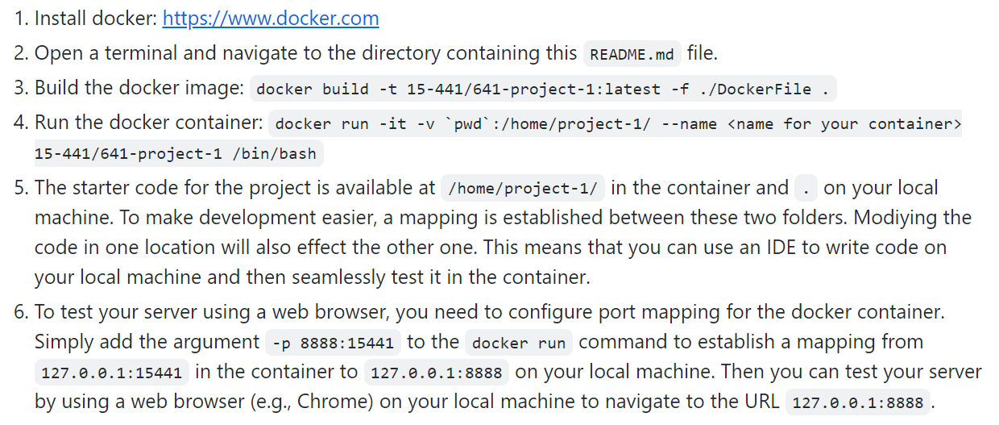 1. Install docker: https://www.docker.com
2. Open a terminal and navigate to the directory containing this README.md file.
3. Build the docker image: docker build -t 15-441/641-project-1:latest -f ./DockerFile .
4. Run the docker container: docker run -it -v `pwd`:/home/project-1/ --name <name for your container>
15-441/641-project-1 /bin/bash
5. The starter code for the project is available at /home/project-1/ in the container and . on your local
machine. To make development easier, a mapping is established between these two folders. Modiying the
code in one location will also effect the other one. This means that you can use an IDE to write code on
your local machine and then seamlessly test it in the container.
6. To test your server using a web browser, you need to configure port mapping for the docker container.
Simply add the argument -p 8888:15441 to the docker run command to establish a mapping from
127.0.0.1:15441 in the container to 127.0.0.1:8888 on your local machine. Then you can test your server
by using a web browser (e.g., Chrome) on your local machine to navigate to the URL 127.0.0.1:8888.